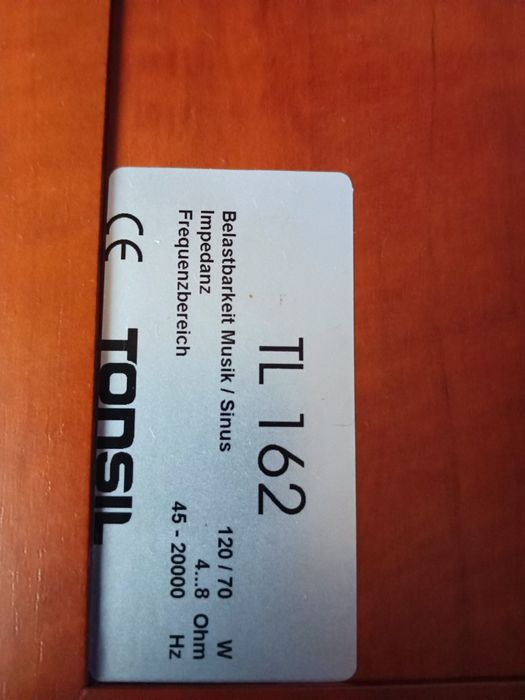 TL 162
Belastbarkeit Musik / Sinus 120 / 70 W
Impedanz 4...8 Ohm
Frequenzbereich 45 - 20000 Hz
CE TONSIL